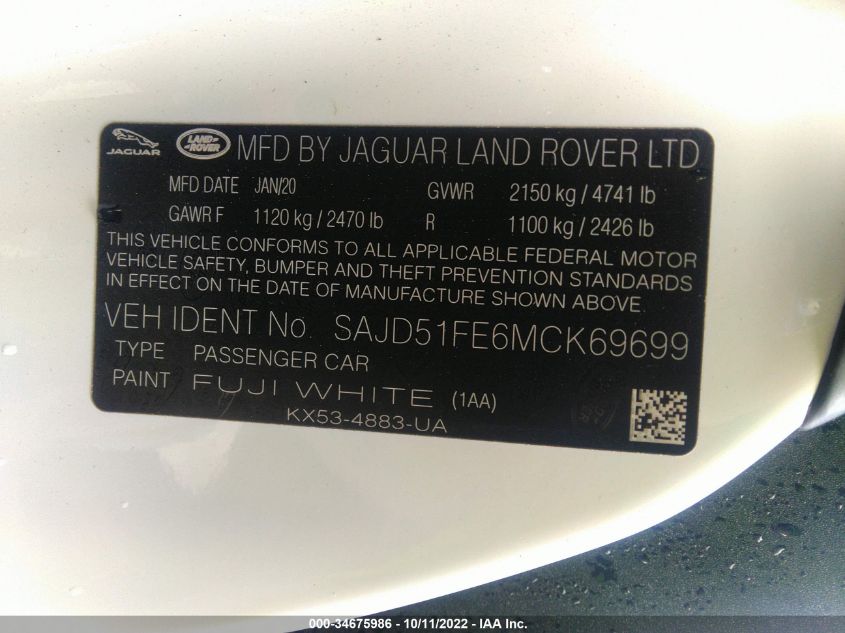 JAGUAR LAND ROVER MFD BY JAGUAR LAND ROVER LTD
MFD DATE JAN/20 GVWR 2150 kg / 4741 lb
GAWR F 1120 kg / 2470 lb R 1100 kg / 2426 lb
THIS VEHICLE CONFORMS TO ALL APPLICABLE FEDERAL MOTOR
VEHICLE SAFETY, BUMPER AND THEFT PREVENTION STANDARDS
IN EFFECT ON THE DATE OF MANUFACTURE SHOWN ABOVE.
VEH IDENT No. SAJD51FE6MCK69699
TYPE PASSENGER CAR
PAINT FUJI WHITE (1AA)
KX53-4883-UA
000-34675986 - 10/11/2022 - IAA Inc.